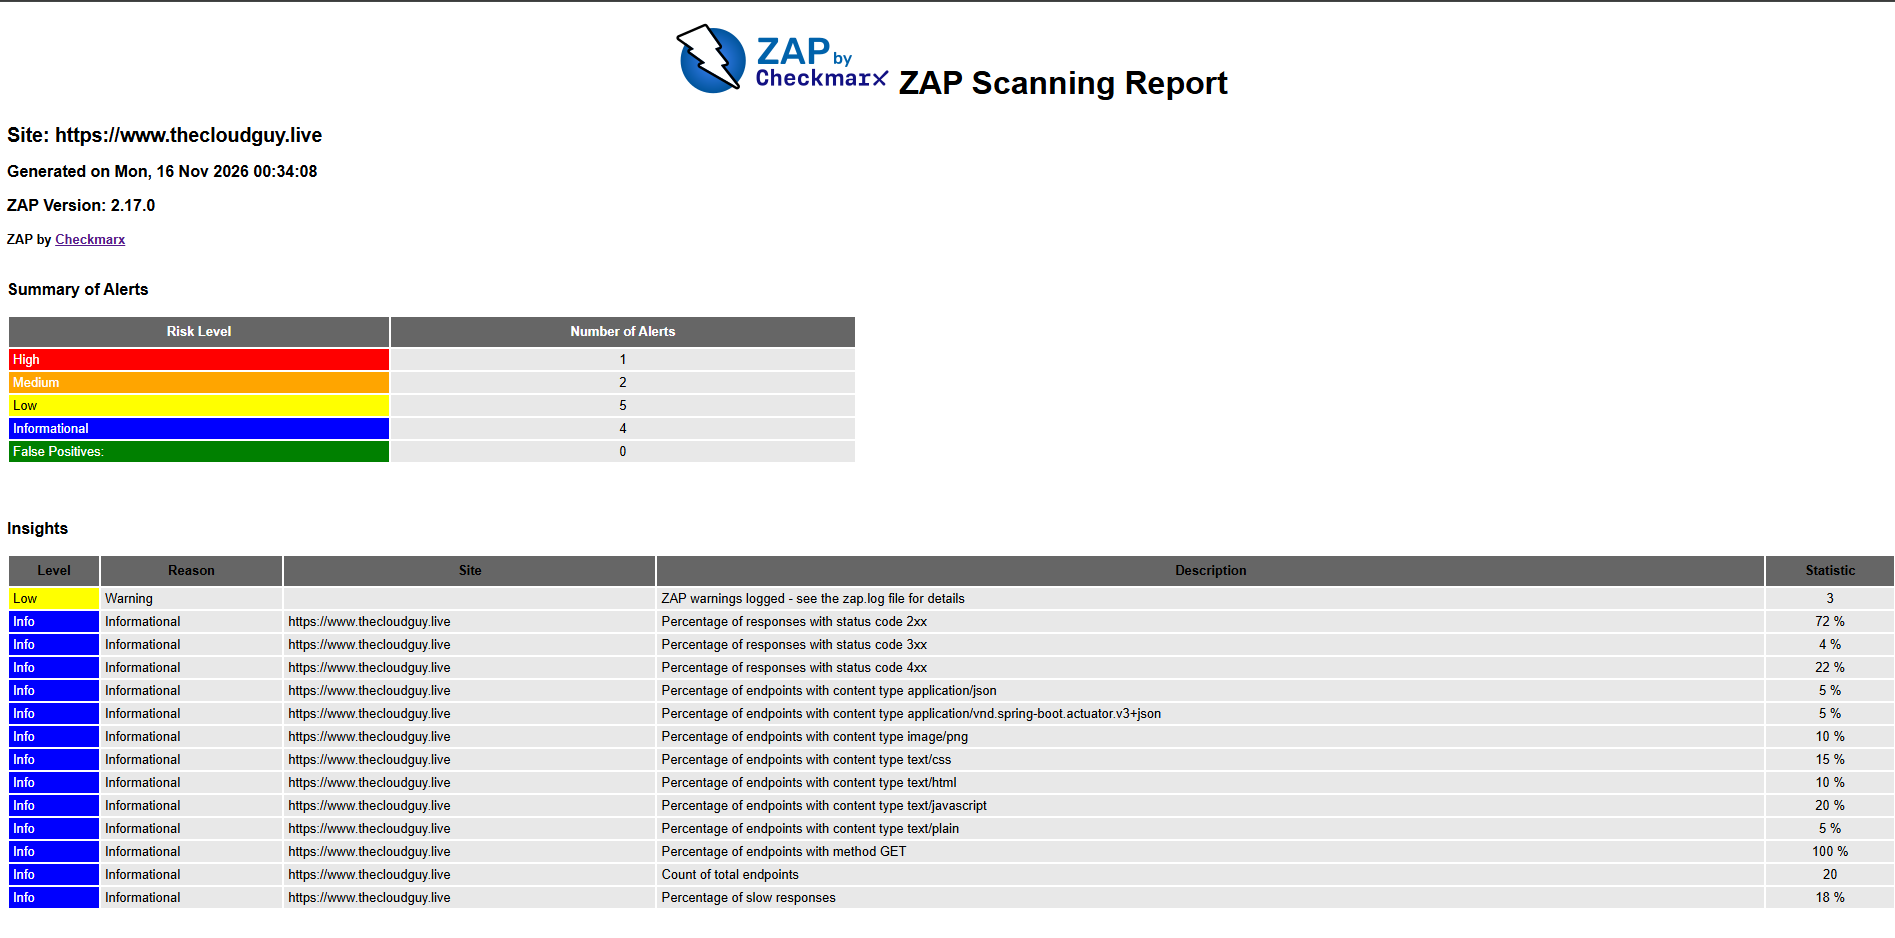 ZAP by
Checkmarx ZAP Scanning Report
Site: https://www.thecloudguy.live
Generated on Mon, 16 Nov 2026 00:34:08
ZAP Version: 2.17.0
ZAP by Checkmarx
Summary of Alerts
Risk Level Number of Alerts
High 1
Medium 2
Low 5
Informational 4
False Positives: 0
Insights
Level Reason Site Description Statistic
Low Warning ZAP warnings logged - see the zap.log file for details 3
Info Informational https://www.thecloudguy.live Percentage of responses with status code 2xx 72 %
Info Informational https://www.thecloudguy.live Percentage of responses with status code 3xx 4 %
Info Informational https://www.thecloudguy.live Percentage of responses with status code 4xx 22 %
Info Informational https://www.thecloudguy.live Percentage of endpoints with content type application/json 5 %
Info Informational https://www.thecloudguy.live Percentage of endpoints with content type application/vnd.spring-boot.actuator.v3+json 5 %
Info Informational https://www.thecloudguy.live Percentage of endpoints with content type image/png 10 %
Info Informational https://www.thecloudguy.live Percentage of endpoints with content type text/css 15 %
Info Informational https://www.thecloudguy.live Percentage of endpoints with content type text/html 10 %
Info Informational https://www.thecloudguy.live Percentage of endpoints with content type text/javascript 20 %
Info Informational https://www.thecloudguy.live Percentage of endpoints with content type text/plain 5 %
Info Informational https://www.thecloudguy.live Percentage of endpoints with method GET 100 %
Info Informational https://www.thecloudguy.live Count of total endpoints 20
Info Informational https://www.thecloudguy.live Percentage of slow responses 18 %